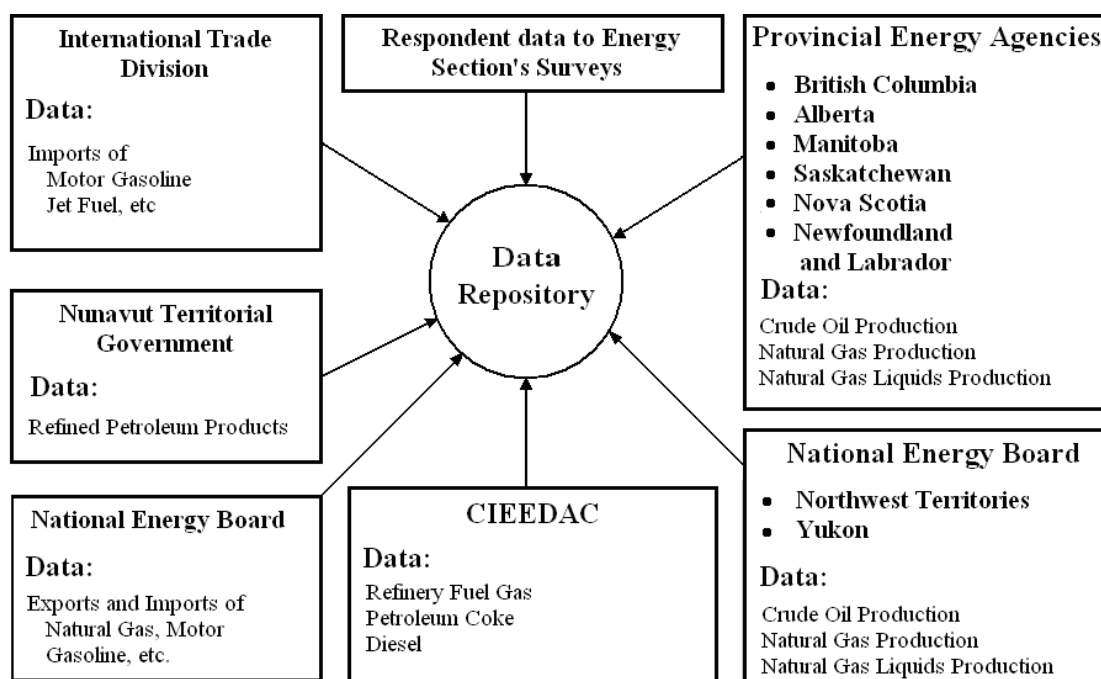 International Trade
Division
Data:
Imports of
Motor Gasoline
Jet Fuel, etc
Respondent data to Energy
Section's Surveys
Provincial Energy Agencies
• British Columbia
• Alberta
• Manitoba
• Saskatchewan
• Nova Scotia
• Newfoundland
and Labrador
Data:
Crude Oil Production
Natural Gas Production
Natural Gas Liquids Production
Data
Repository
Nunavut Territorial
Government
Data:
Refined Petroleum Products
National Energy Board
Data:
Exports and Imports of
Natural Gas, Motor
Gasoline, etc.
CIEEDAC
Data:
Refinery Fuel Gas
Petroleum Coke
Diesel
National Energy Board
• Northwest Territories
• Yukon
Data:
Crude Oil Production
Natural Gas Production
Natural Gas Liquids Production